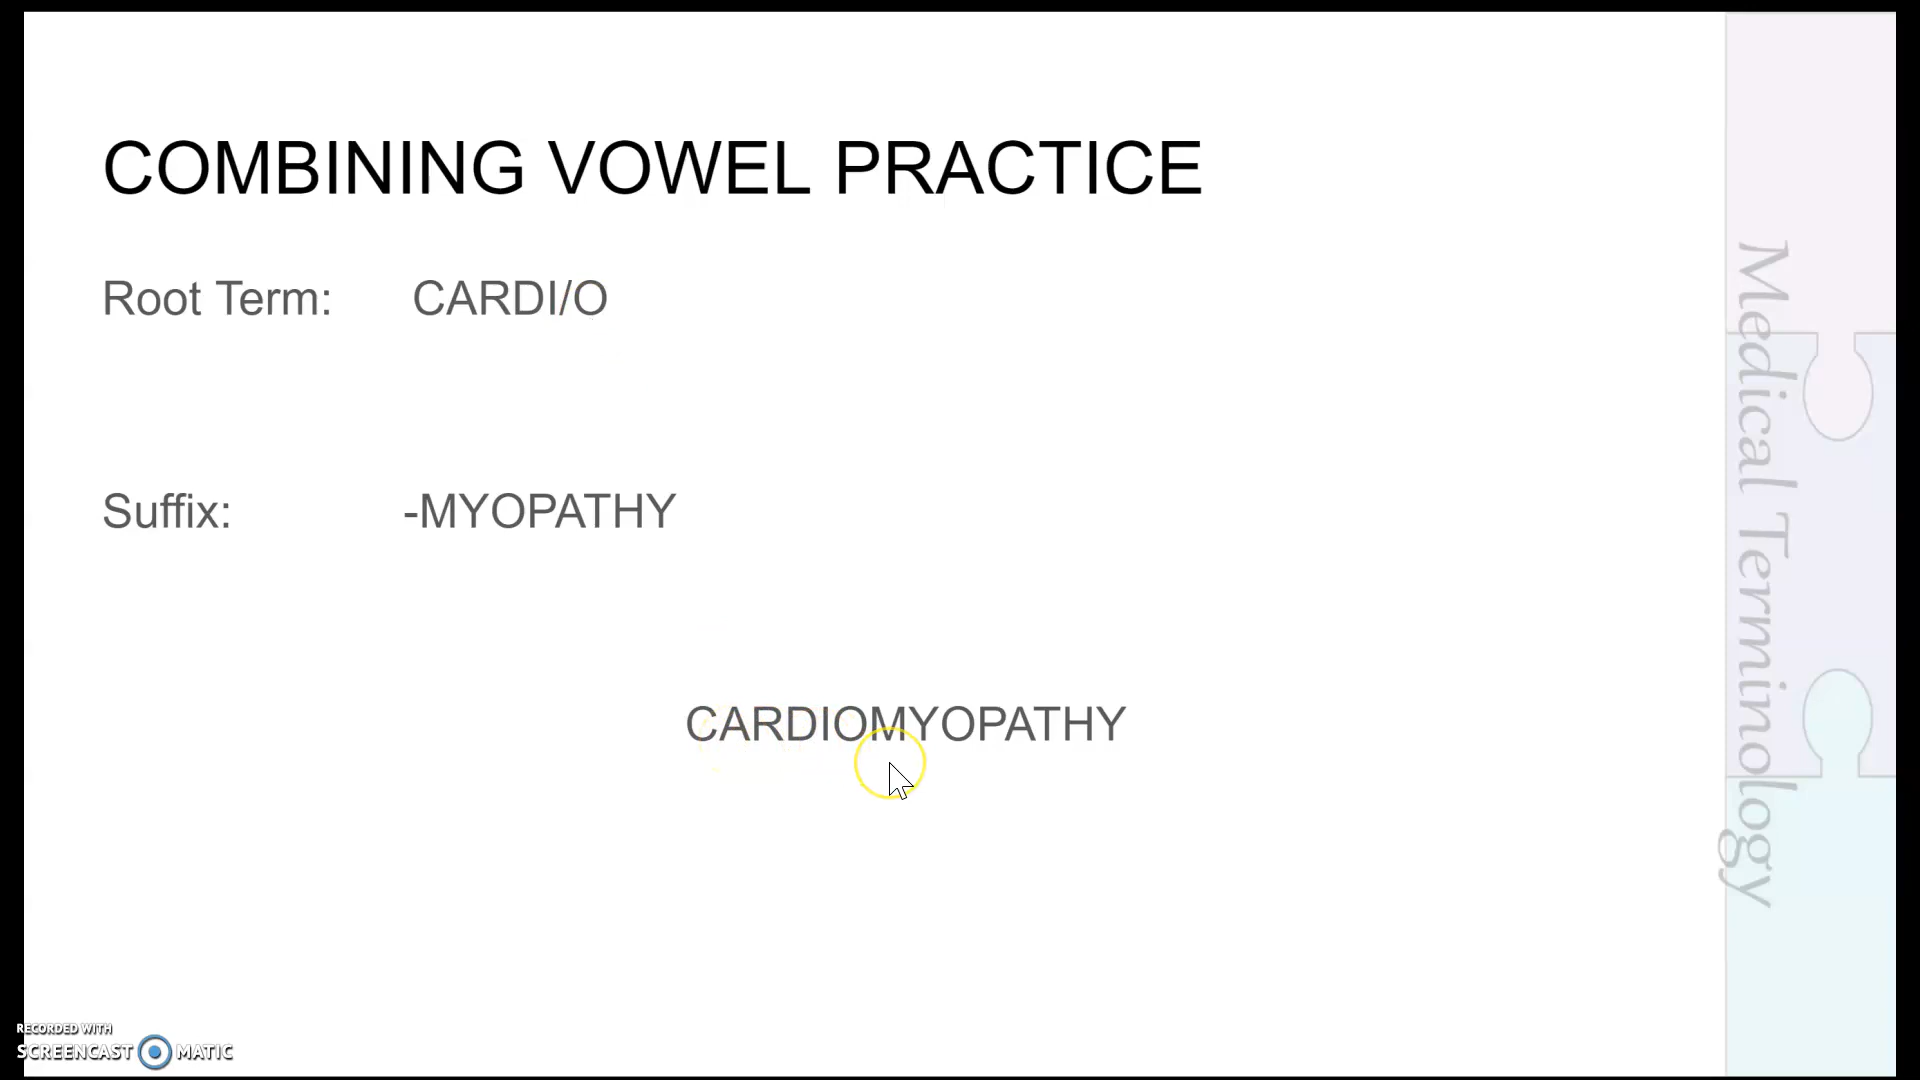 COMBINING VOWEL PRACTICE
Root Term: CARDI/O
Suffix: -MYOPATHY
CARDIOMYOPATHY
Medical Terminology
RECORDED WITH
SCREENCAST MATIC